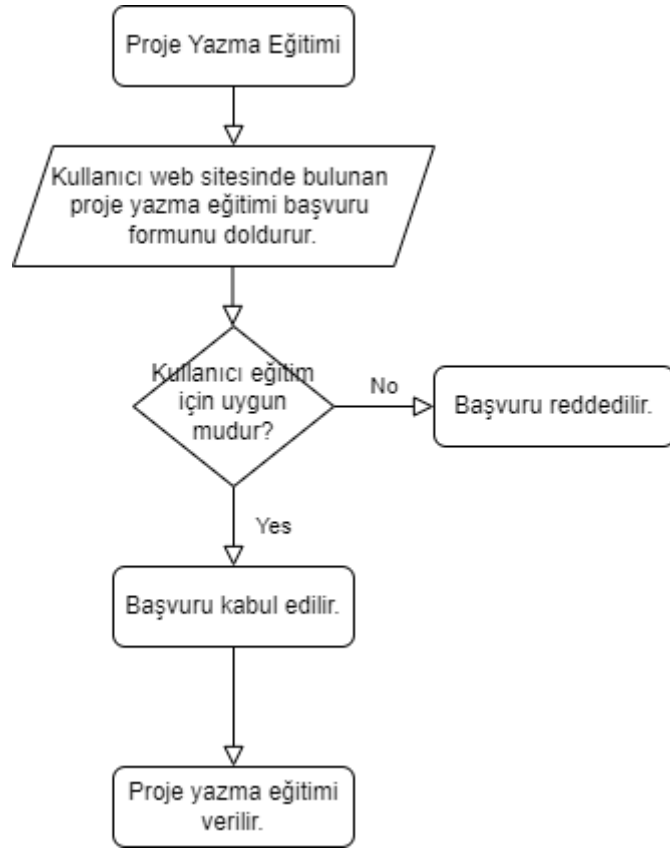 Proje Yazma Eğitimi
Kullanıcı web sitesinde bulunan
proje yazma eğitimi başvuru
formunu doldurur.
Kullanıcı eğitim
için uygun
mudur?
No
Başvuru reddedilir.
Yes
Başvuru kabul edilir.
Proje yazma eğitimi
verilir.